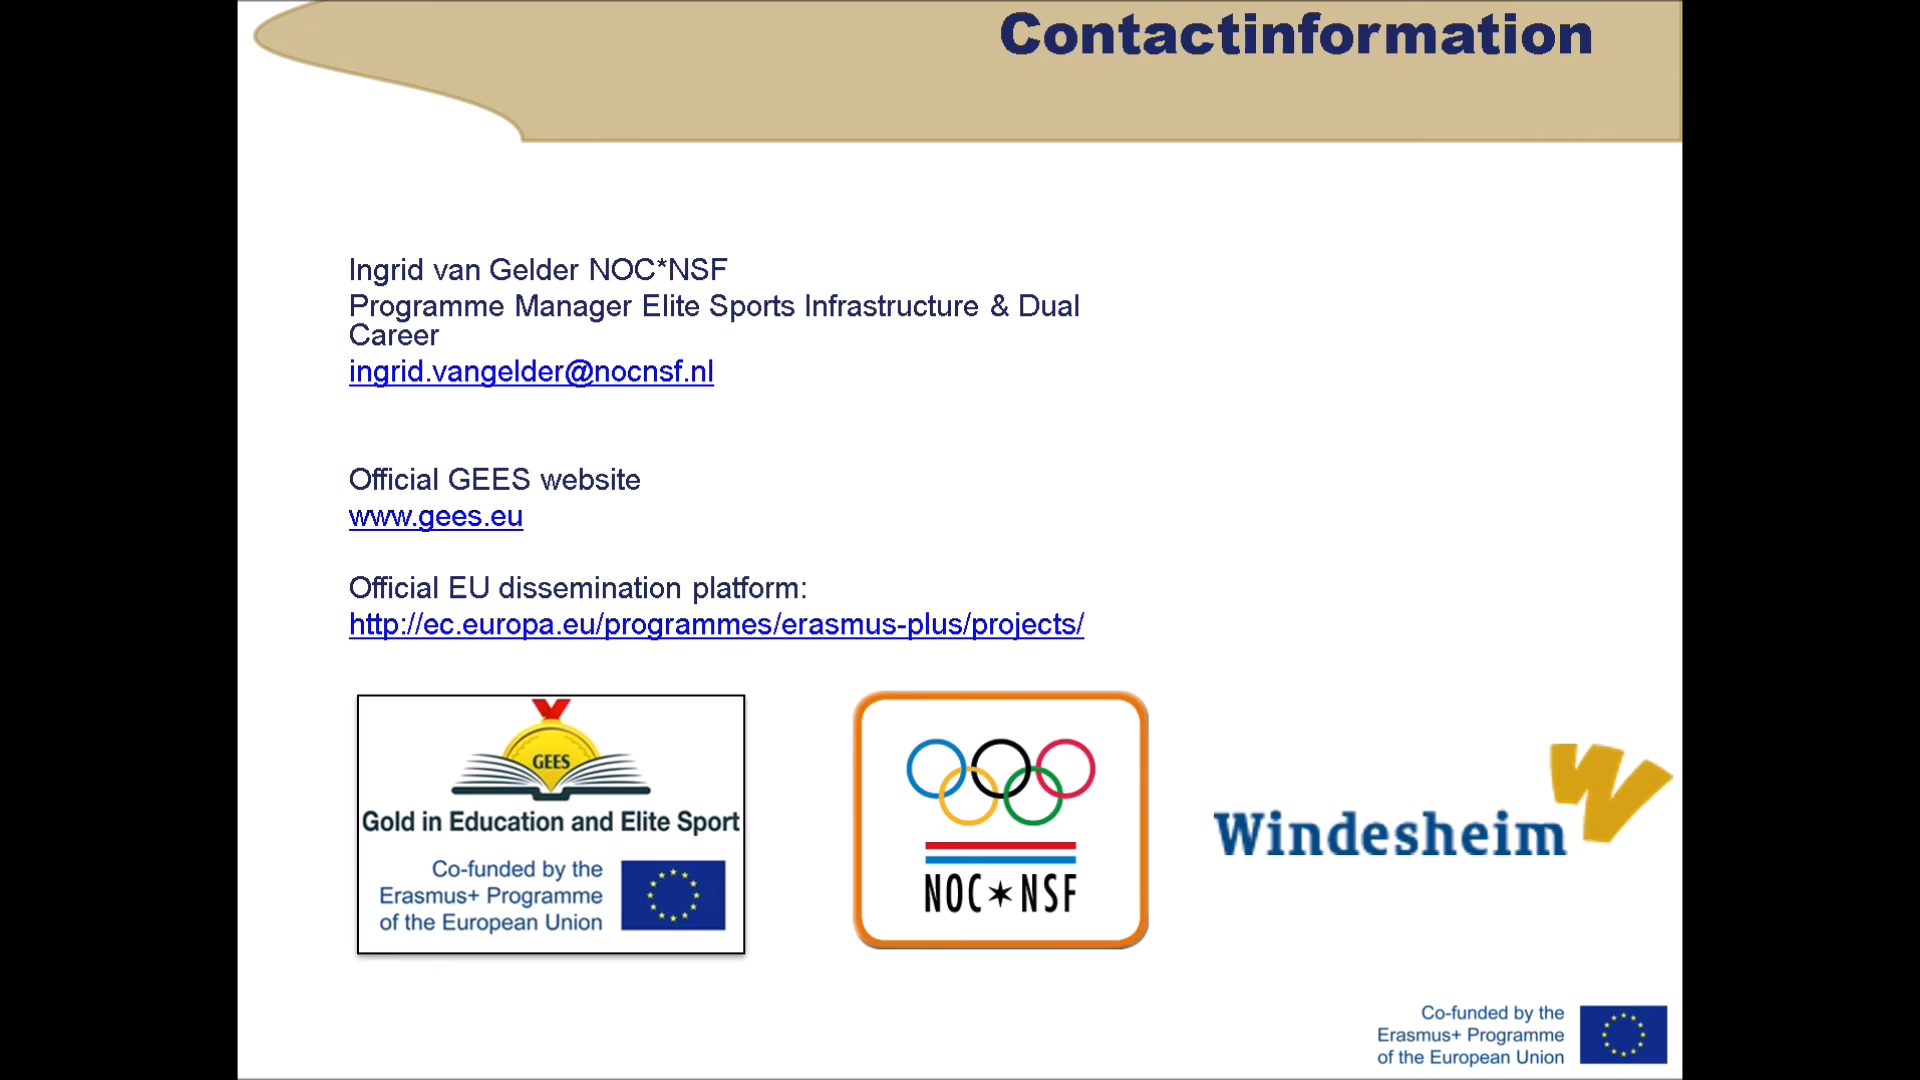 Contactinformation
Ingrid van Gelder NOC*NSF
Programme Manager Elite Sports Infrastructure & Dual
Career
ingrid.vangelder@nocnsf.nl
Official GEES website
www.gees.eu
Official EU dissemination platform:
http://ec.europa.eu/programmes/erasmus-plus/projects/
GEES
Gold in Education and Elite Sport
Co-funded by the
Erasmus+ Programme
of the European Union
NOC✶NSF
Windesheim
Co-funded by the
Erasmus+ Programme
of the European Union